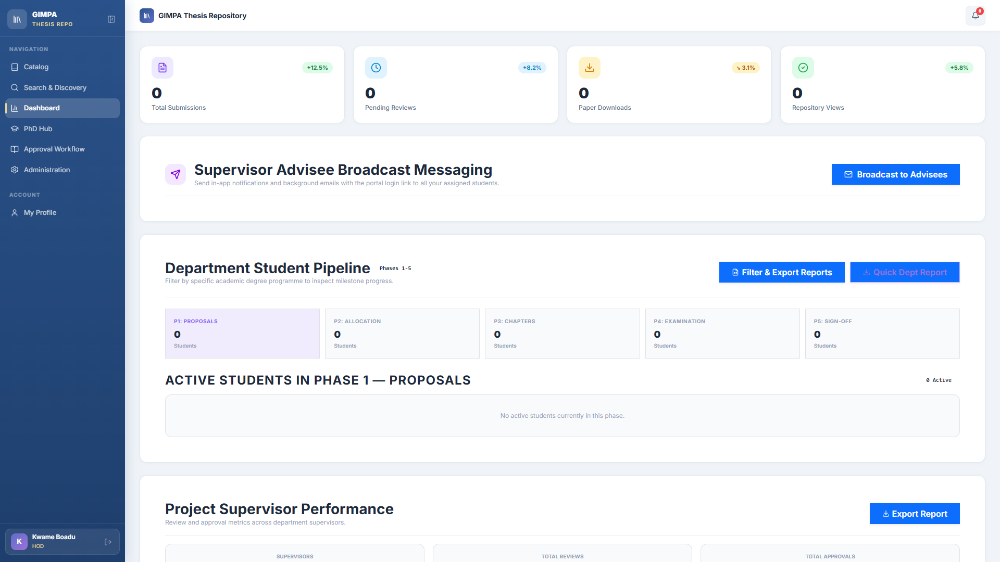 GIMPA
THESIS REPO
NAVIGATION
Catalog
Search & Discovery
Dashboard
PhD Hub
Approval Workflow
Administration
ACCOUNT
My Profile
K
Kwame Boadu
HOD
GIMPA Thesis Repository
8
+12.5%
0
Total Submissions
+8.2%
0
Pending Reviews
↘ 3.1%
0
Paper Downloads
+5.8%
0
Repository Views
Supervisor Advisee Broadcast Messaging
Send in-app notifications and background emails with the portal login link to all your assigned students.
Broadcast to Advisees
Department Student Pipeline
Phases 1-5
Filter by specific academic degree programme to inspect milestone progress.
Filter & Export Reports
Quick Dept Report
P1: PROPOSALS
0
Students
P2: ALLOCATION
0
Students
P3: CHAPTERS
0
Students
P4: EXAMINATION
0
Students
P5: SIGN-OFF
0
Students
ACTIVE STUDENTS IN PHASE 1 — PROPOSALS
0 Active
No active students currently in this phase.
Project Supervisor Performance
Review and approval metrics across department supervisors.
Export Report
SUPERVISORS
TOTAL REVIEWS
TOTAL APPROVALS